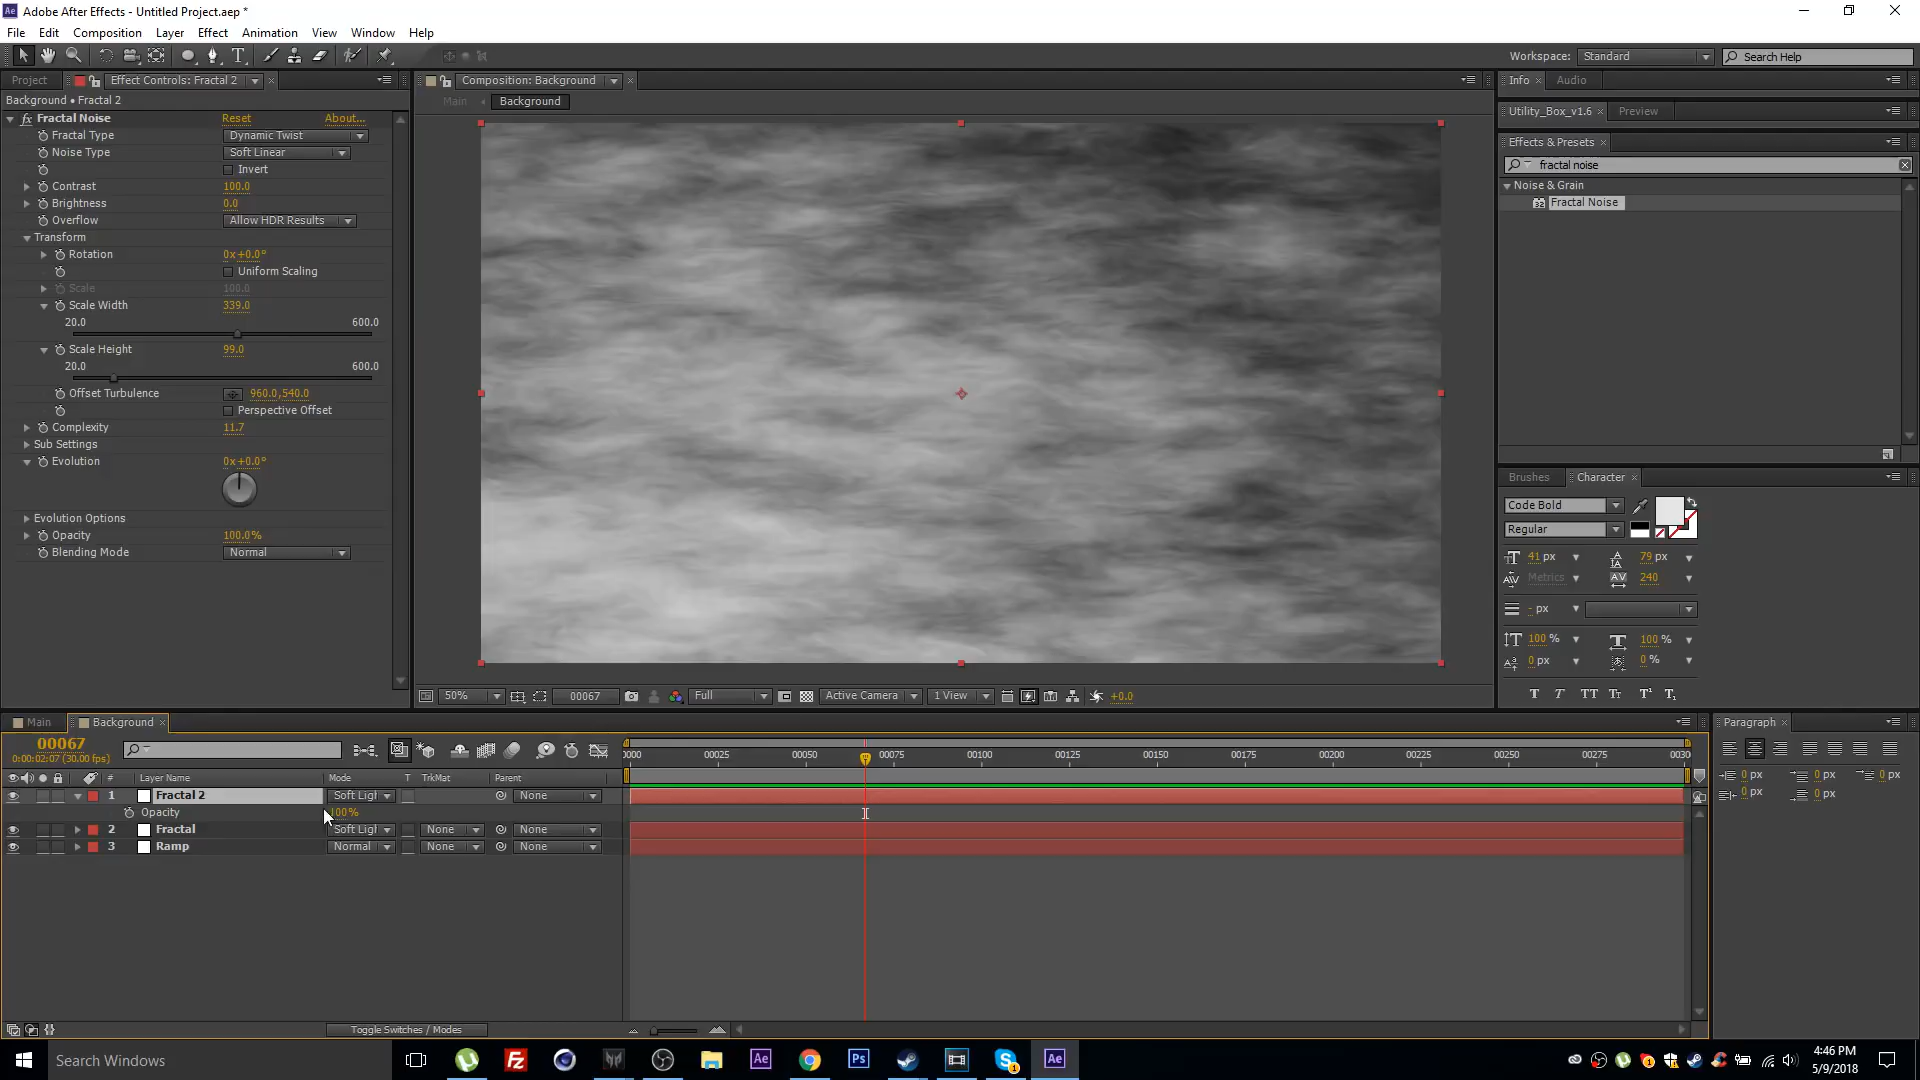 Adobe After Effects - Untitled Project.aep *
File Edit Composition Layer Effect Animation View Window Help
Workspace: Standard Search Help
Project Effect Controls: Fractal 2
Composition: Background
Info Audio
Background • Fractal 2
Main Background
Utility_Box_v1.6 Preview
fx Fractal Noise Reset About...
Fractal Type Dynamic Twist
Noise Type Soft Linear
Invert
Contrast 100.0
Brightness 0.0
Overflow Allow HDR Results
Transform
Rotation 0x+0.0°
Uniform Scaling
Scale 100.0
Scale Width 339.0
20.0 600.0
Scale Height 99.0
20.0 600.0
Offset Turbulence 960.0,540.0
Perspective Offset
Complexity 11.7
Sub Settings
Evolution 0x+0.0°
Evolution Options
Opacity 100.0%
Blending Mode Normal
Effects & Presets
fractal noise
Noise & Grain
32 Fractal Noise
Brushes Character
Code Bold
Regular
41 px 79 px
Metrics 240
- px
100 % 100 %
0 px 0 %
50% 00067 Full Active Camera 1 View +0.0
Main Background
Paragraph
00067
0:00:02:07 (30.00 fps)
0000 00025 00050 00075 00100 00125 00150 00175 00200 00225 00250 00275 0030
# Layer Name Mode T TrkMat Parent
1 Fractal 2 Soft Ligl None
Opacity 100%
2 Fractal Soft Ligl None None
3 Ramp Normal None None
0 px 0 px 0 px
0 px 0 px
Toggle Switches / Modes
Search Windows
4:46 PM
5/9/2018